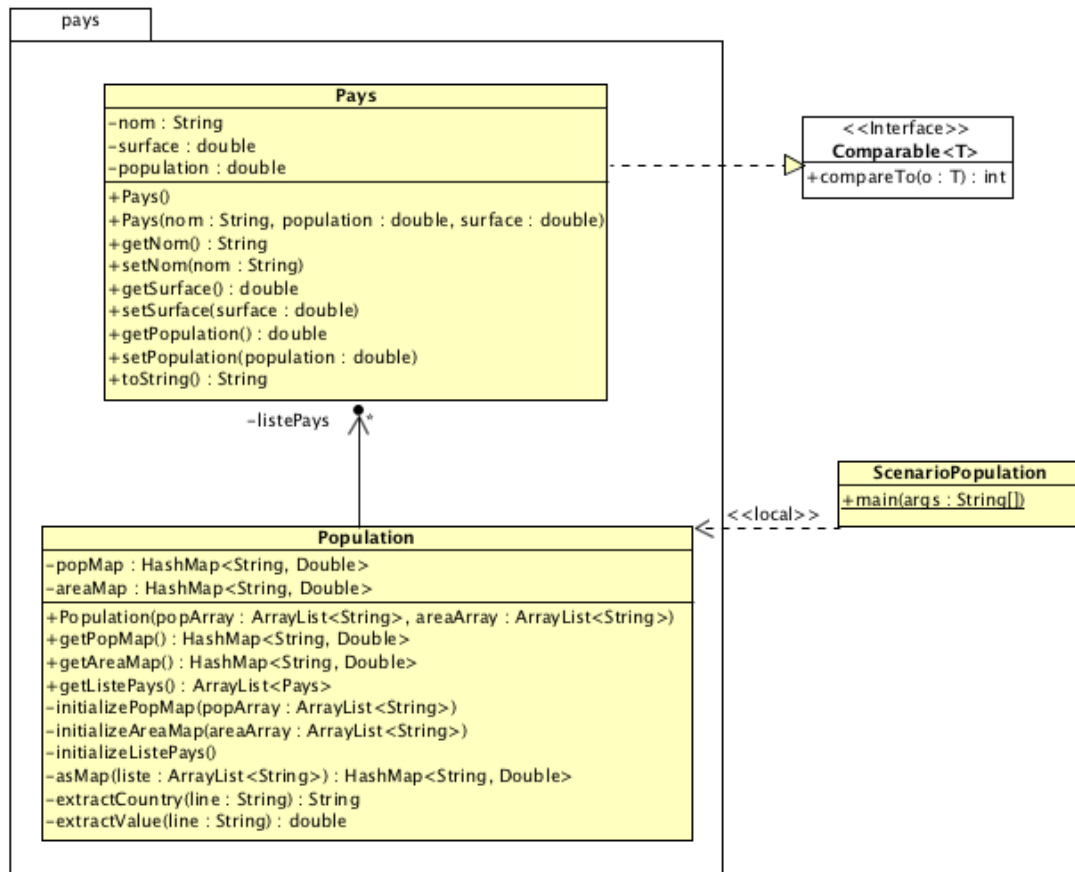 pays
Pays
-nom : String
-surface : double
-population : double
+Pays()
+Pays(nom : String, population : double, surface : double)
+getNom() : String
+setNom(nom : String)
+getSurface() : double
+setSurface(surface : double)
+getPopulation() : double
+setPopulation(population : double)
+toString() : String
<<Interface>>
Comparable<T>
+compareTo(o : T) : int
-listePays
*
ScenarioPopulation
+main(args : String[])
<<local>>
Population
-popMap : HashMap<String, Double>
-areaMap : HashMap<String, Double>
+Population(popArray : ArrayList<String>, areaArray : ArrayList<String>)
+getPopMap() : HashMap<String, Double>
+getAreaMap() : HashMap<String, Double>
+getListePays() : ArrayList<Pays>
-initializePopMap(popArray : ArrayList<String>)
-initializeAreaMap(areaArray : ArrayList<String>)
-initializeListePays()
-asMap(liste : ArrayList<String>) : HashMap<String, Double>
-extractCountry(line : String) : String
-extractValue(line : String) : double